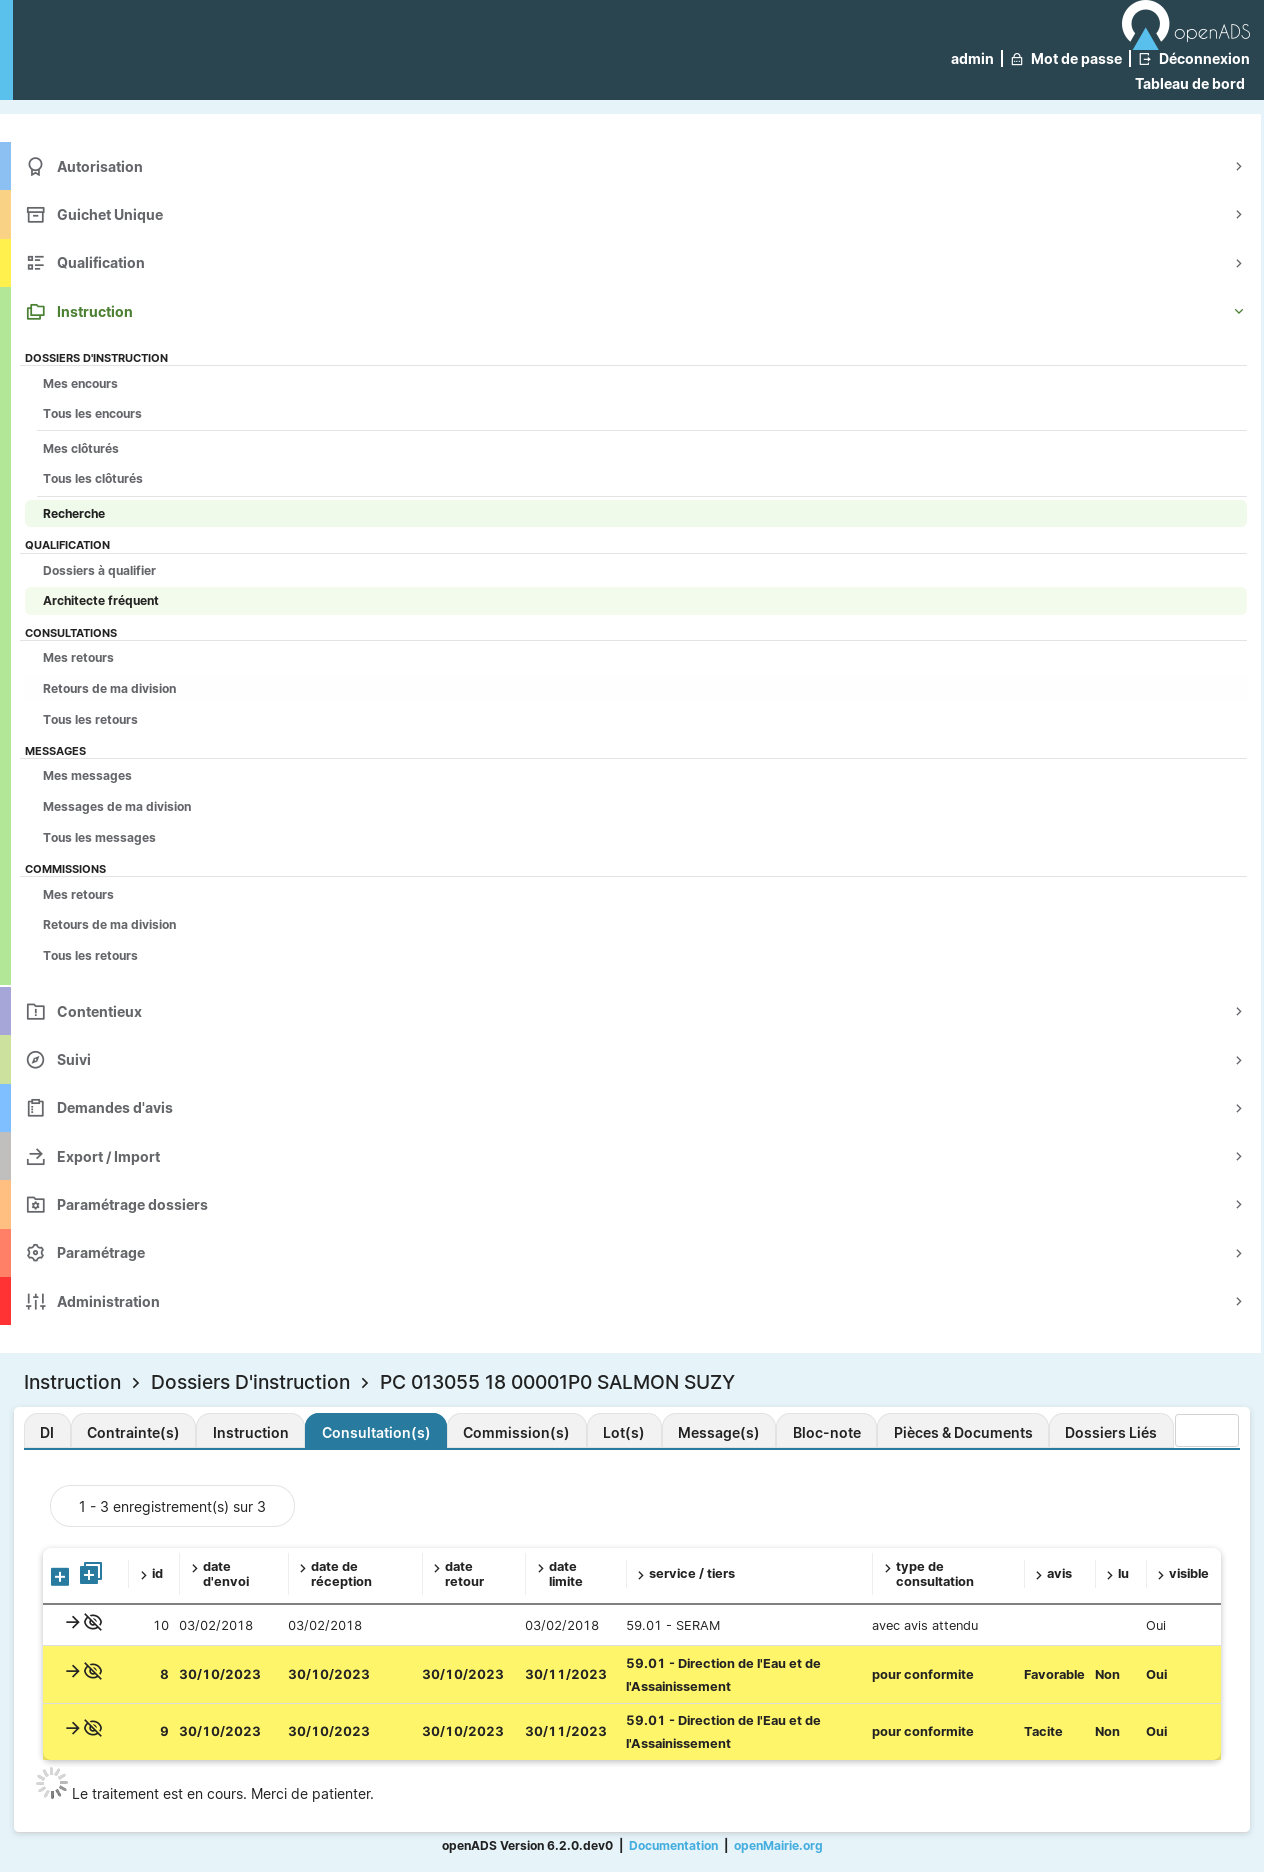 openADS
admin | Mot de passe | Déconnexion
Tableau de bord
Autorisation
Guichet Unique
Qualification
Instruction
DOSSIERS D'INSTRUCTION
Mes encours
Tous les encours
Mes clôturés
Tous les clôturés
Recherche
QUALIFICATION
Dossiers à qualifier
Architecte fréquent
CONSULTATIONS
Mes retours
Retours de ma division
Tous les retours
MESSAGES
Mes messages
Messages de ma division
Tous les messages
COMMISSIONS
Mes retours
Retours de ma division
Tous les retours
Contentieux
Suivi
Demandes d'avis
Export / Import
Paramétrage dossiers
Paramétrage
Administration
Instruction > Dossiers D'instruction > PC 013055 18 00001P0 SALMON SUZY
DI Contrainte(s) Instruction Consultation(s) Commission(s) Lot(s) Message(s) Bloc-note Pièces & Documents Dossiers Liés
1 - 3 enregistrement(s) sur 3
id date d'envoi date de réception date retour date limite service / tiers type de consultation avis lu visible
10 03/02/2018 03/02/2018 03/02/2018 59.01 - SERAM avec avis attendu Oui
8 30/10/2023 30/10/2023 30/10/2023 30/11/2023 59.01 - Direction de l'Eau et de l'Assainissement pour conformite Favorable Non Oui
9 30/10/2023 30/10/2023 30/10/2023 30/11/2023 59.01 - Direction de l'Eau et de l'Assainissement pour conformite Tacite Non Oui
Le traitement est en cours. Merci de patienter.
openADS Version 6.2.0.dev0 | Documentation | openMairie.org